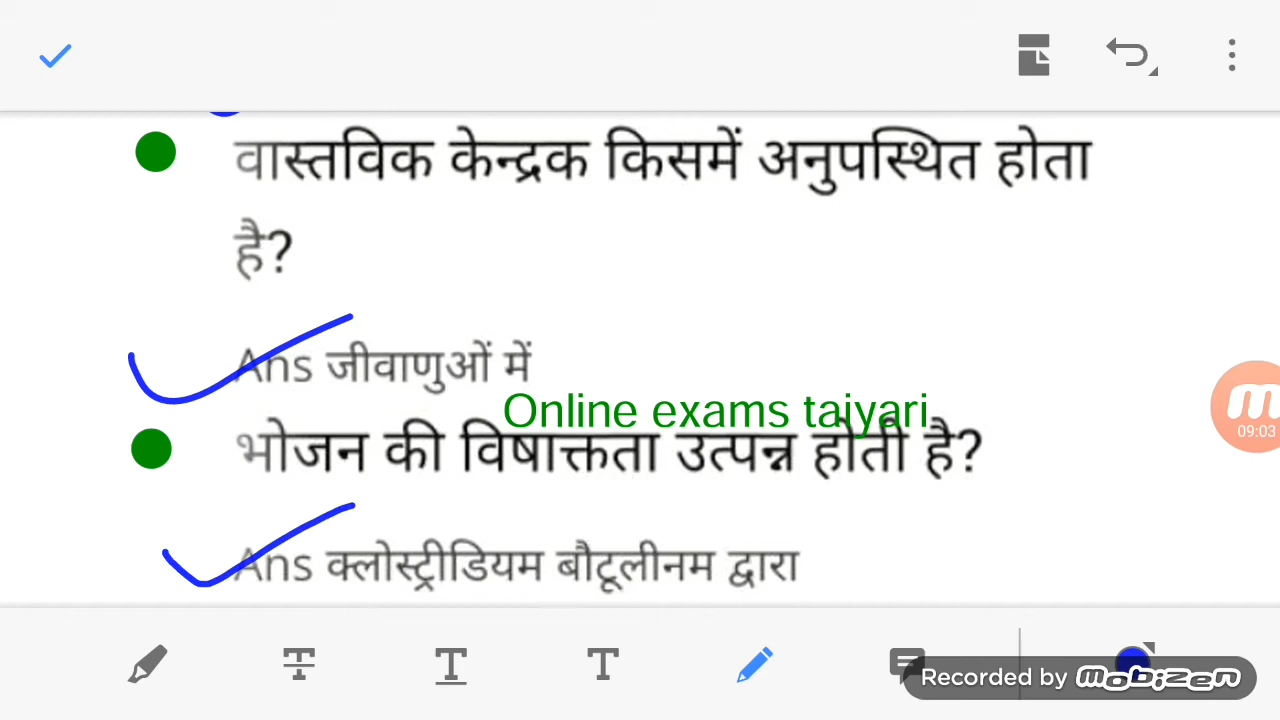 वास्तविक केन्द्रक किसमें अनुपस्थित होता
है?
Ans जीवाणुओं में
Online exams taiyari
भोजन की विषाक्तता उत्पन्न होती है?
Ans क्लोस्ट्रीडियम बौटूलीनम द्वारा
09:03
T
T
T
Recorded by mobizen